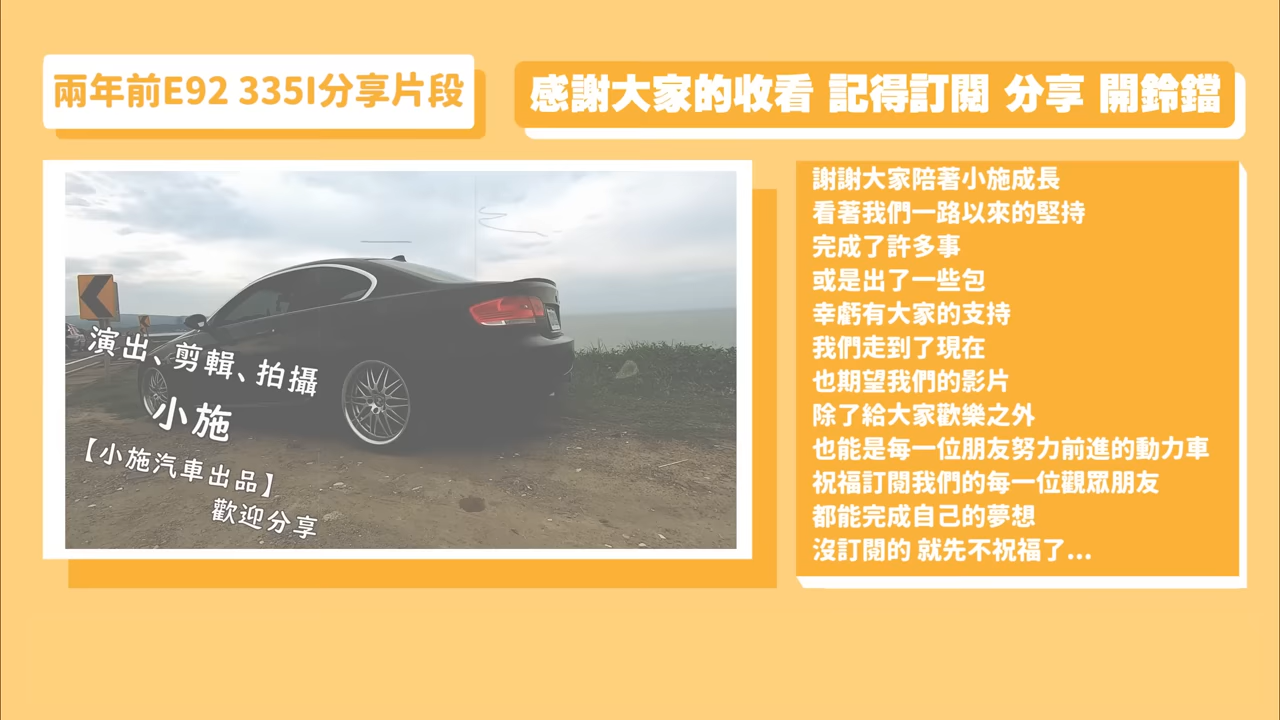 兩年前E92 335I分享片段
感謝大家的收看 記得訂閱 分享 開鈴鐺
演出、剪輯、拍攝
小施
【小施汽車出品】
歡迎分享
謝謝大家陪著小施成長
看著我們一路以來的堅持
完成了許多事
或是出了一些包
幸虧有大家的支持
我們走到了現在
也期望我們的影片
除了給大家歡樂之外
也能是每一位朋友努力前進的動力車
祝福訂閱我們的每一位觀眾朋友
都能完成自己的夢想
沒訂閱的 就先不祝福了...